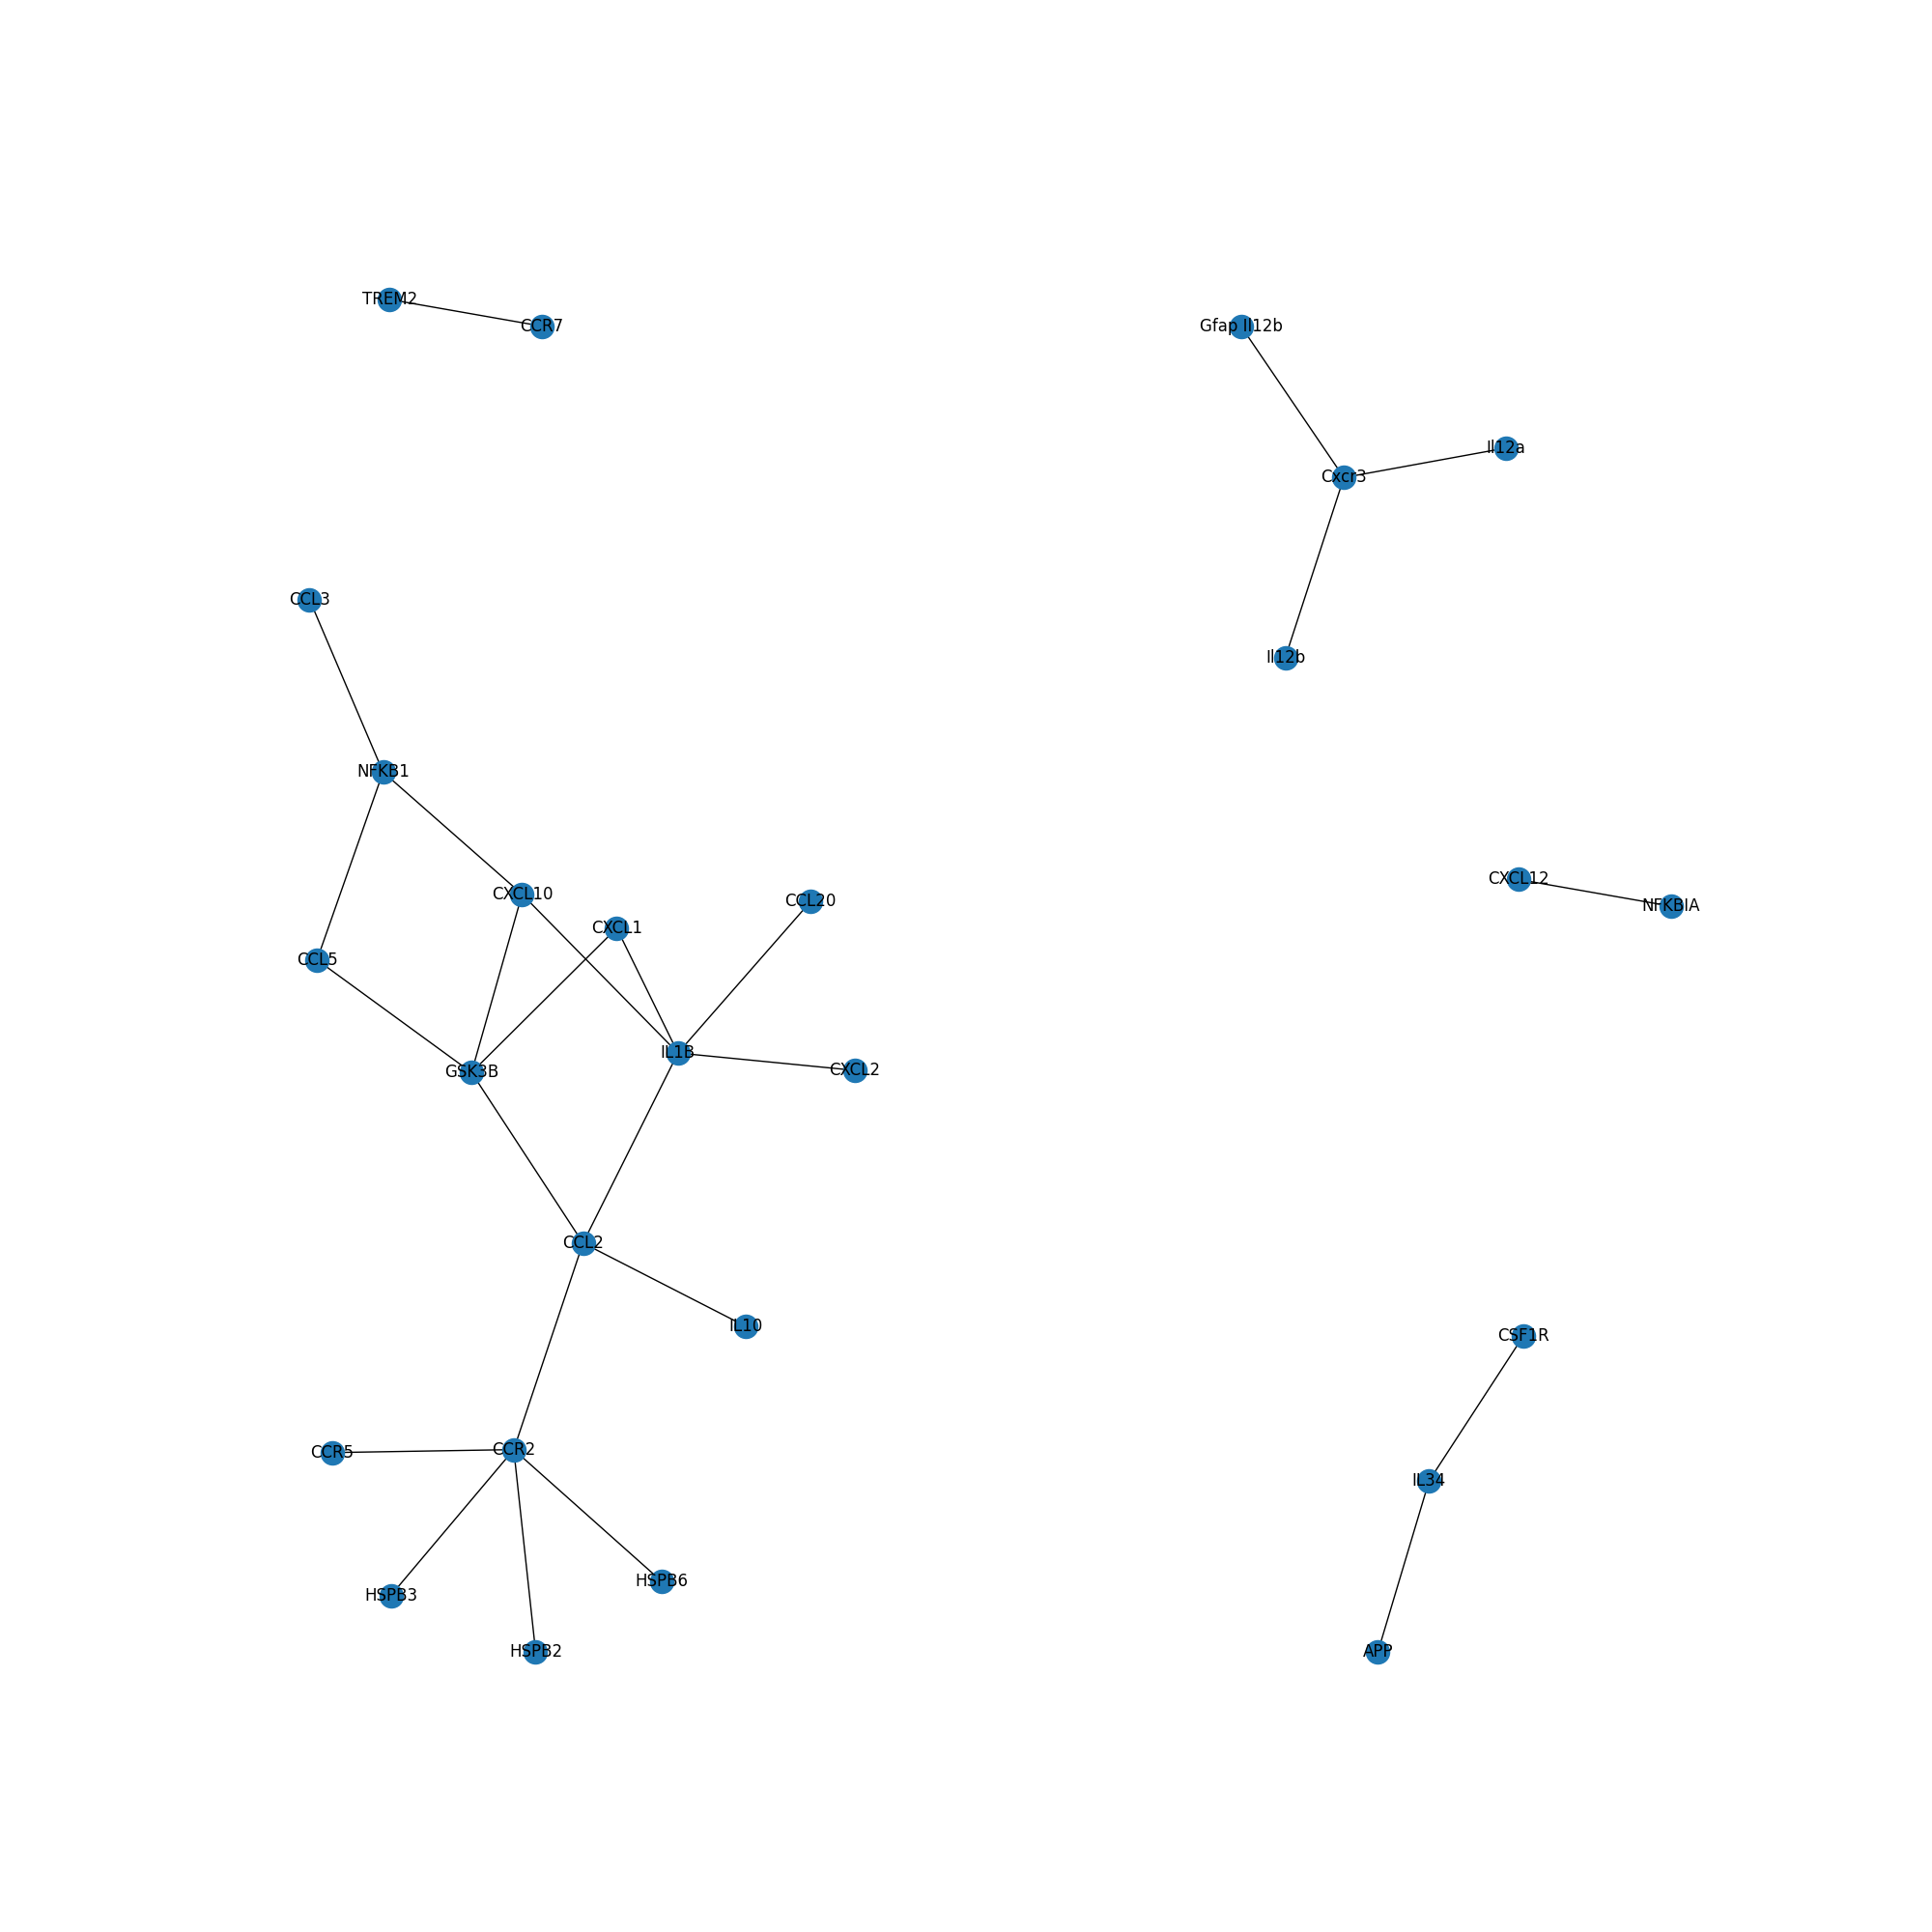 TREM2
CCR7
Gfap Il12b
Il12a
Cxcr3
CCL3
Il12b
NFKB1
CXCL12
CXCL10
CCL20
NFKBIA
CXCL1
CCL5
IL1B
GSK3B
CXCL2
CCL2
IL10
CSF1R
CCR5
CCR2
IL34
HSPB6
HSPB3
HSPB2
APP